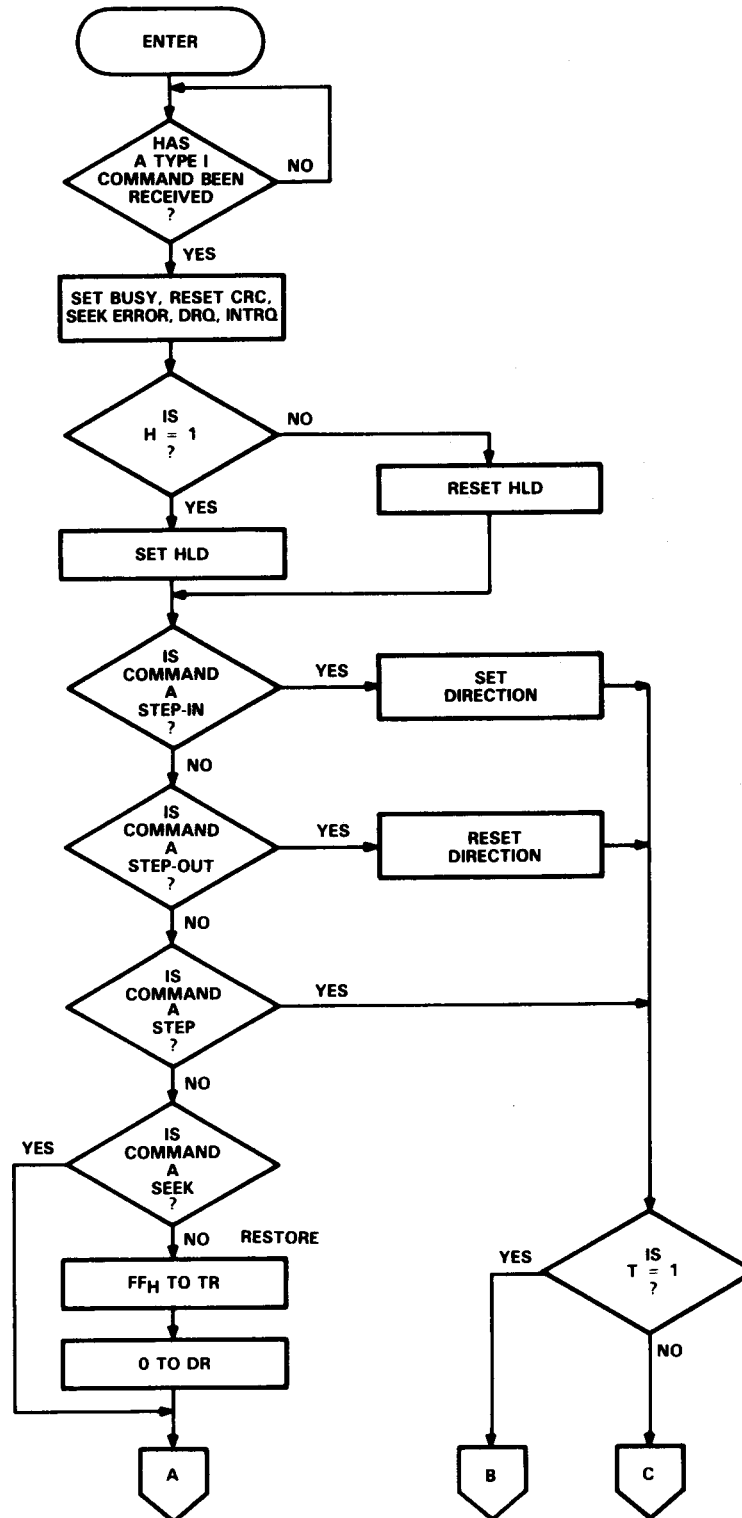 ENTER
HAS
A TYPE I
COMMAND BEEN
RECEIVED
?
NO
YES
SET BUSY, RESET CRC,
SEEK ERROR, DRQ, INTRQ
IS
H = 1
?
NO
YES
RESET HLD
SET HLD
IS
COMMAND
A
STEP-IN
?
YES
SET
DIRECTION
NO
IS
COMMAND
A
STEP-OUT
?
YES
RESET
DIRECTION
NO
IS
COMMAND
A
STEP
?
YES
NO
IS
COMMAND
A
SEEK
?
YES
NO RESTORE
FFH TO TR
0 TO DR
IS
T = 1
?
YES
NO
A
B
C